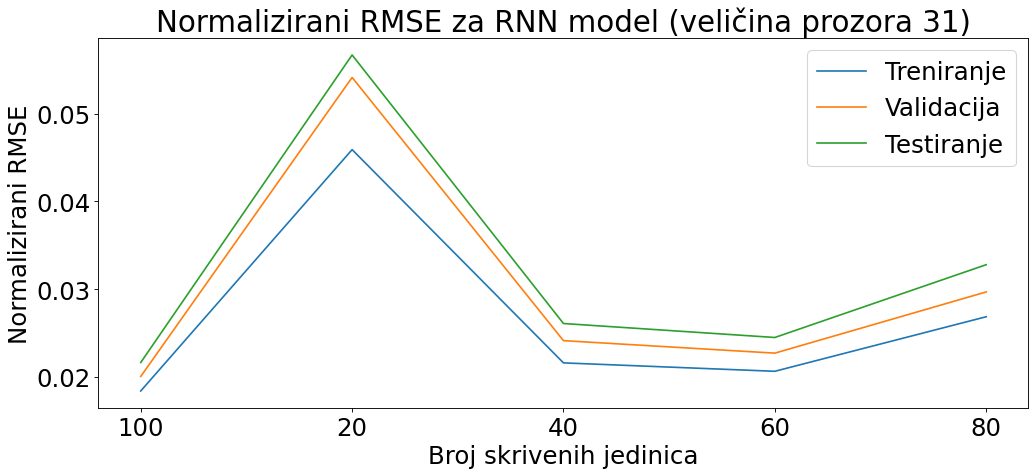 Normalizirani RMSE za RNN model (veličina prozora 31)
Treniranje
Validacija
Testiranje
Normalizirani RMSE
0.05
0.04
0.03
0.02
100 20 40 60 80
Broj skrivenih jedinica